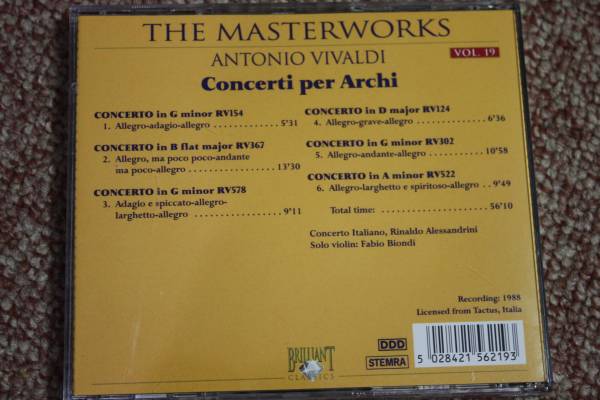 THE MASTERWORKS
ANTONIO VIVALDI
VOL. 19
Concerti per Archi
CONCERTO in G minor RV154
1. Allegro-adagio-allegro .................. 5'31
CONCERTO in B flat major RV367
2. Allegro, ma poco poco-andante
ma poco-allegro ......................... 13'30
CONCERTO in G minor RV578
3. Adagio e spiccato-allegro-
larghetto-allegro ........................ 9'11
CONCERTO in D major RV124
4. Allegro-grave-allegro .................. 6'36
CONCERTO in G minor RV302
5. Allegro-andante-allegro .............. 10'58
CONCERTO in A minor RV522
6. Allegro-larghetto e spiritoso-allegro .. 9'49
Total time: ............................ 56'10
Concerto Italiano, Rinaldo Alessandrini
Solo violin: Fabio Biondi
Recording: 1988
Licensed from Tactus, Italia
DDD
STEMRA
5 028421 562193
BRILLIANT
CLASSICS